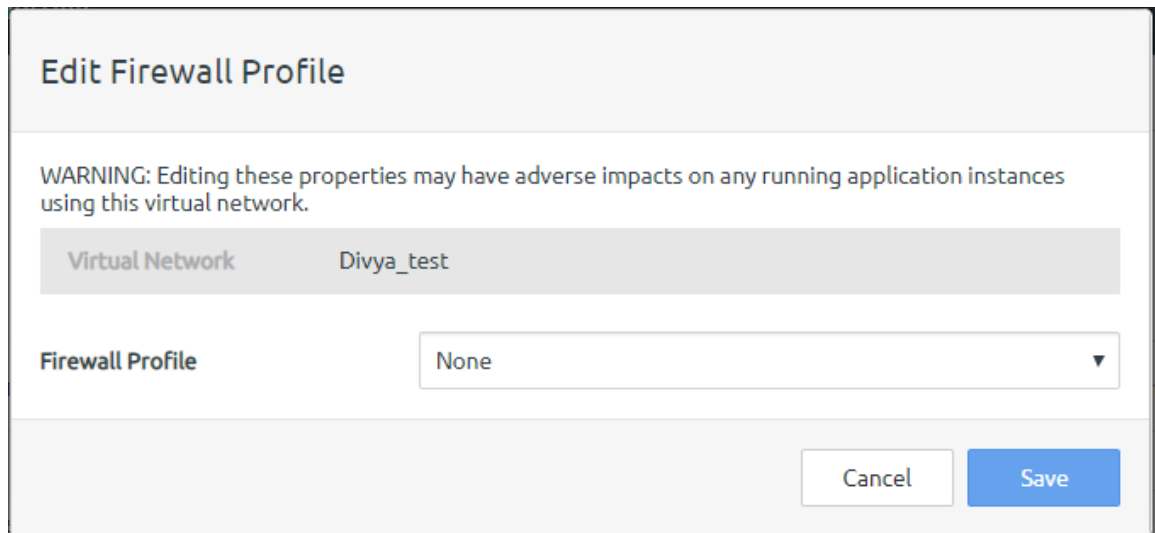 Edit Firewall Profile
WARNING: Editing these properties may have adverse impacts on any running application instances
using this virtual network.
Virtual Network Divya_test
Firewall Profile None
Cancel Save